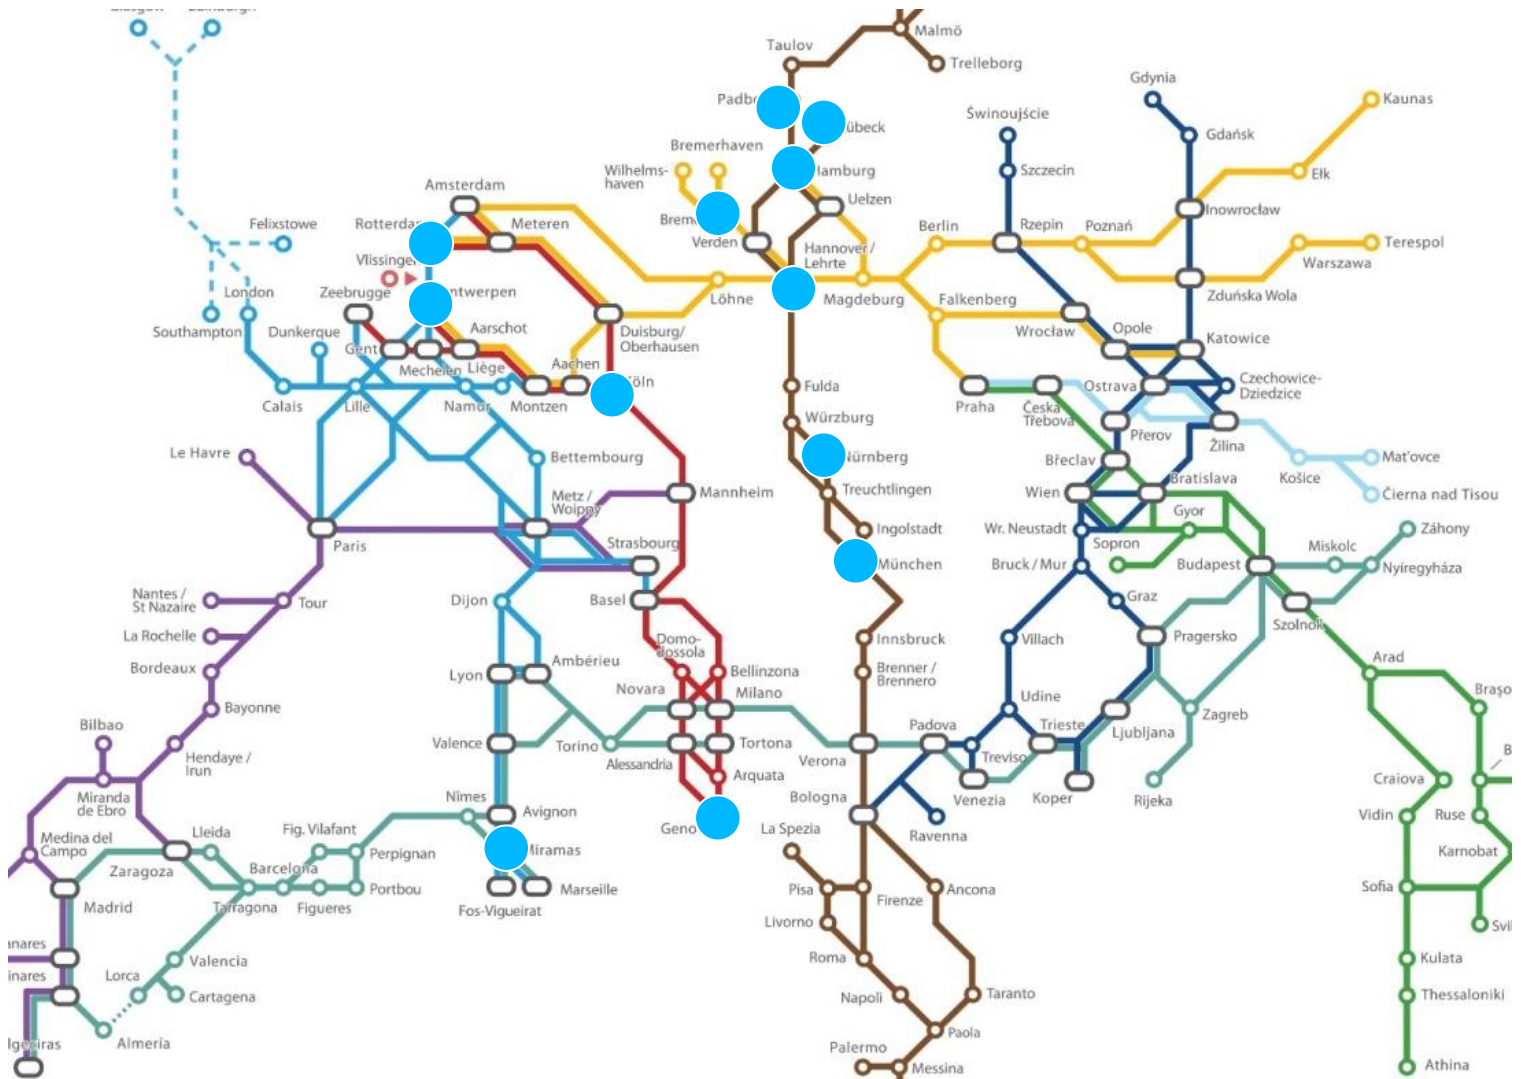 Malmö
Taulov
Trelleborg
Gdynia
Kaunas
Świnoujście
Gdańsk
Bremerhaven
Wilhelms-
haven
Szczecin
Ełk
Amsterdam
Uelzen
Inowrocław
Felixstowe
Meteren
Verden
Hannover /
Lehrte
Berlin
Rzepin
Poznań
Terespol
Warszawa
Zeebrugge
London
Löhne
Magdeburg
Zduńska Wola
Falkenberg
Southampton
Dunkerque
Aarschot
Duisburg/
Oberhausen
Wrocław
Opole
Katowice
Gent
Mechelen
Liège
Aachen
Calais
Lille
Namur
Montzen
Fulda
Praha
Česka
Třebova
Ostrava
Czechowice-
Dziedzice
Würzburg
Přerov
Žilina
Le Havre
Bettembourg
Břeclav
Košice
Mat'ovce
Metz /
Woippy
Mannheim
Treuchtlingen
Wien
Bratislava
Čierna nad Tisou
Paris
Strasbourg
Ingolstadt
Wr. Neustadt
Sopron
Gyor
Miskolc
Záhony
München
Bruck / Mur
Budapest
Nyíregyháza
Nantes /
St Nazaire
Tour
Dijon
Basel
Graz
Szolnok
La Rochelle
Domo-
dossola
Innsbruck
Villach
Pragersko
Bordeaux
Lyon
Ambérieu
Bellinzona
Brenner /
Brennero
Arad
Bayonne
Novara
Milano
Udine
Zagreb
Bilbao
Hendaye /
Irun
Valence
Torino
Alessandria
Tortona
Verona
Padova
Treviso
Trieste
Ljubljana
Miranda
de Ebro
Arquata
Venezia
Koper
Rijeka
Craiova
Nîmes
Avignon
Bologna
Ravenna
Vidin
Ruse
Medina del
Campo
Lleida
Fig. Vilafant
La Spezia
Zaragoza
Barcelona
Perpignan
Karnobat
Madrid
Tarragona
Figueres
Portbou
Fos-Vigueirat
Marseille
Pisa
Firenze
Ancona
Sofia
Livorno
Valencia
Roma
Kulata
Lorca
Cartagena
Napoli
Taranto
Thessaloniki
Almería
Paola
Palermo
Messina
Athina